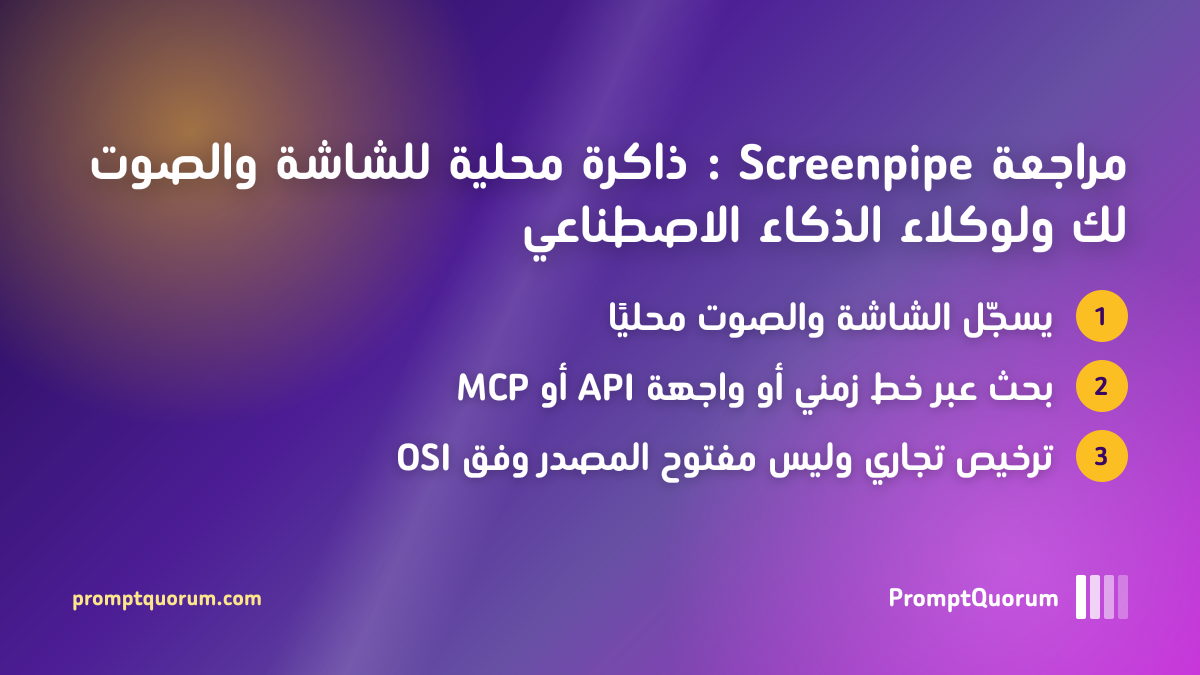 مراجعة Screenpipe : ذاكرة محلية للشاشة والصوت
لك ولوكلاء الذكاء الاصطناعي
1 يسجّل الشاشة والصوت محليًا
2 بحث عبر خط زمني أو واجهة API أو MCP
3 ترخيص تجاري وليس مفتوح المصدر وفق OSI
PromptQuorum
promptquorum.com